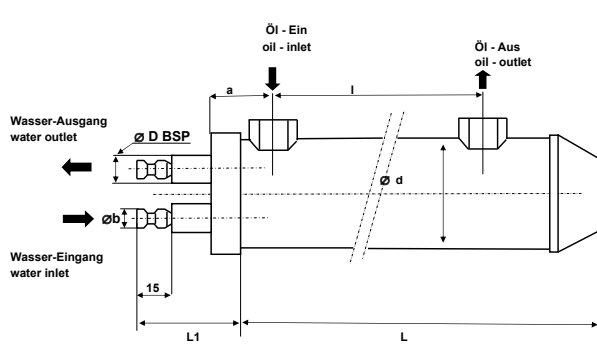 Öl - Ein
oil - inlet
Öl - Aus
oil - outlet
a
l
Wasser-Ausgang
water outlet
Ø D BSP
Ø d
Øb
Wasser-Eingang
water inlet
15
L1
L